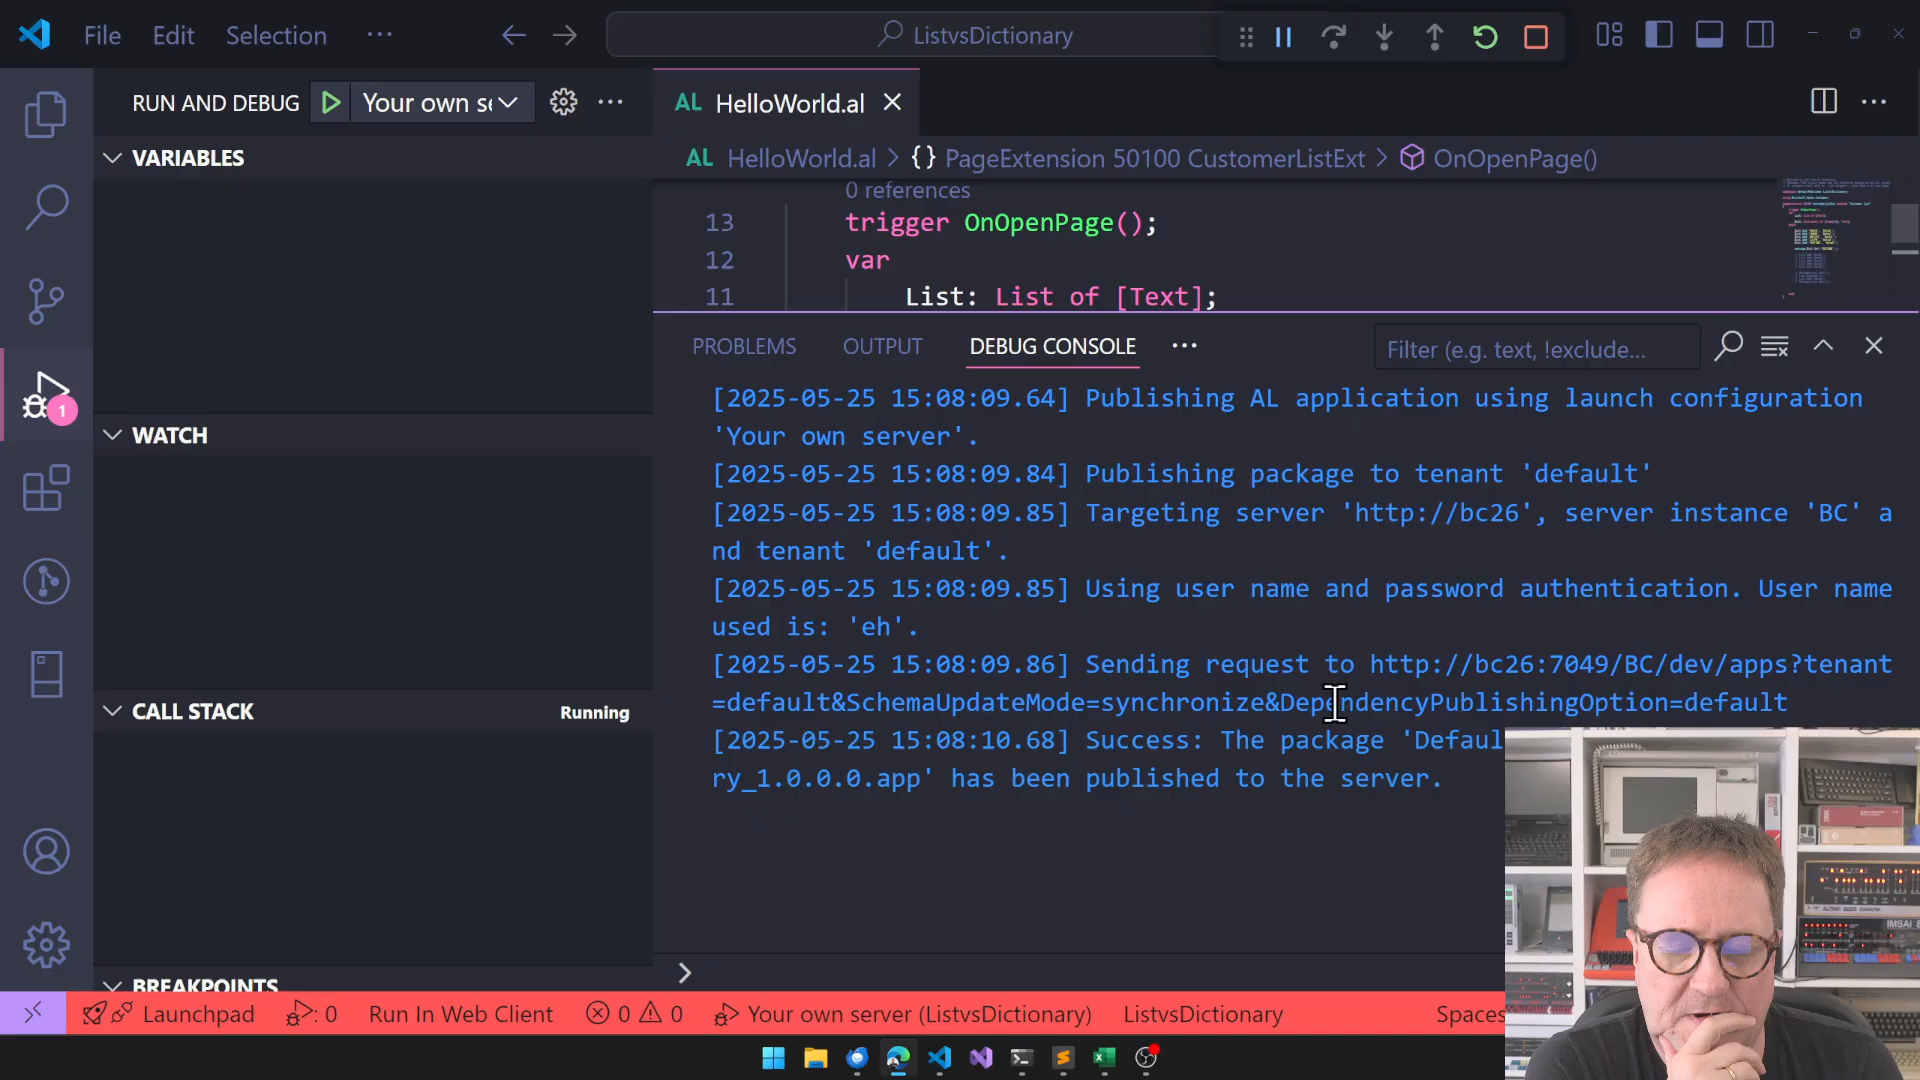 File Edit Selection ··· ListvsDictionary
RUN AND DEBUG Your own se ···
AL HelloWorld.al
VARIABLES
AL HelloWorld.al > {} PageExtension 50100 CustomerListExt > OnOpenPage()
0 references
13 trigger OnOpenPage();
12 var
11 List: List of [Text];
PROBLEMS OUTPUT DEBUG CONSOLE ··· Filter (e.g. text, !exclude...
[2025-05-25 15:08:09.64] Publishing AL application using launch configuration
'Your own server'.
[2025-05-25 15:08:09.84] Publishing package to tenant 'default'
[2025-05-25 15:08:09.85] Targeting server 'http://bc26', server instance 'BC' a
nd tenant 'default'.
[2025-05-25 15:08:09.85] Using user name and password authentication. User name
used is: 'eh'.
[2025-05-25 15:08:09.86] Sending request to http://bc26:7049/BC/dev/apps?tenant
=default&SchemaUpdateMode=synchronize&DependencyPublishingOption=default
[2025-05-25 15:08:10.68] Success: The package 'Defaul
ry_1.0.0.0.app' has been published to the server.
>
WATCH
CALL STACK Running
BREAKPOINTS
1
Launchpad : 0 Run In Web Client 0 0 Your own server (ListvsDictionary) ListvsDictionary Spaces
IMSAI